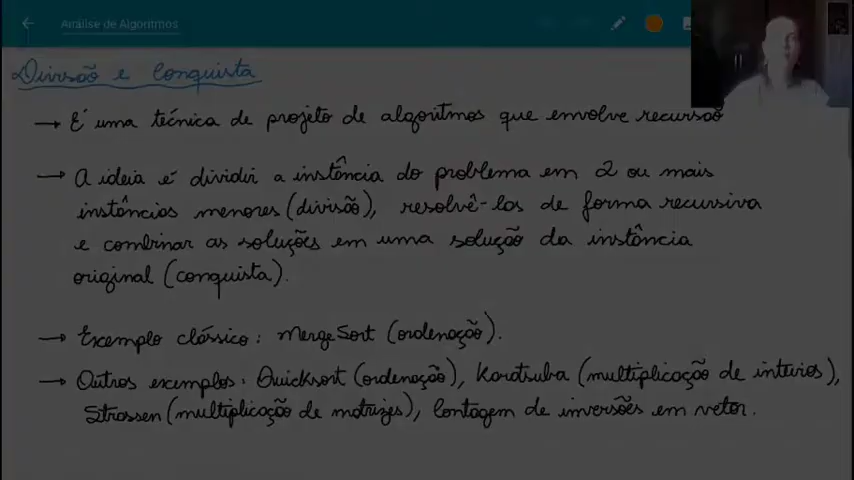 Análise de Algoritmos
Divisão e Conquista
→ É uma técnica de projeto de algoritmos que envolve recursão
→ A ideia é dividir a instância do problema em 2 ou mais
instâncias menores (divisão), resolvê-las de forma recursiva
e combinar as soluções em uma solução da instância
original (conquista).
→ Exemplo clássico: MergeSort (ordenação).
→ Outros exemplos: Quicksort (ordenação), Karatsuba (multiplicação de inteiros),
Strassen (multiplicação de matrizes), Contagem de inversões em vetor.